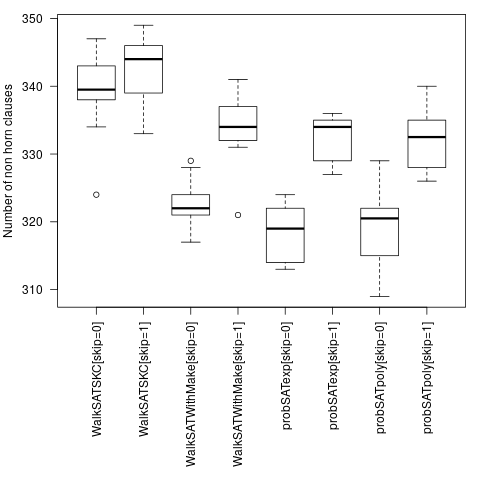 Number of non horn clauses
350
340
330
320
310
WalkSATSKC[skip=0]
WalkSATSKC[skip=1]
WalkSATWithMake[skip=0]
WalkSATWithMake[skip=1]
probSATexp[skip=0]
probSATexp[skip=1]
probSATpoly[skip=0]
probSATpoly[skip=1]